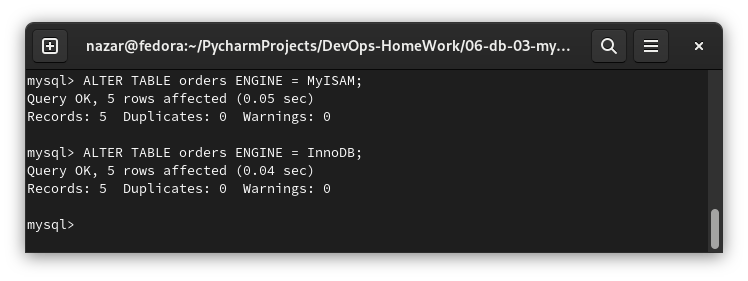 nazar@fedora:~/PycharmProjects/DevOps-HomeWork/06-db-03-my...
mysql> ALTER TABLE orders ENGINE = MyISAM;
Query OK, 5 rows affected (0.05 sec)
Records: 5  Duplicates: 0  Warnings: 0
mysql> ALTER TABLE orders ENGINE = InnoDB;
Query OK, 5 rows affected (0.04 sec)
Records: 5  Duplicates: 0  Warnings: 0
mysql>